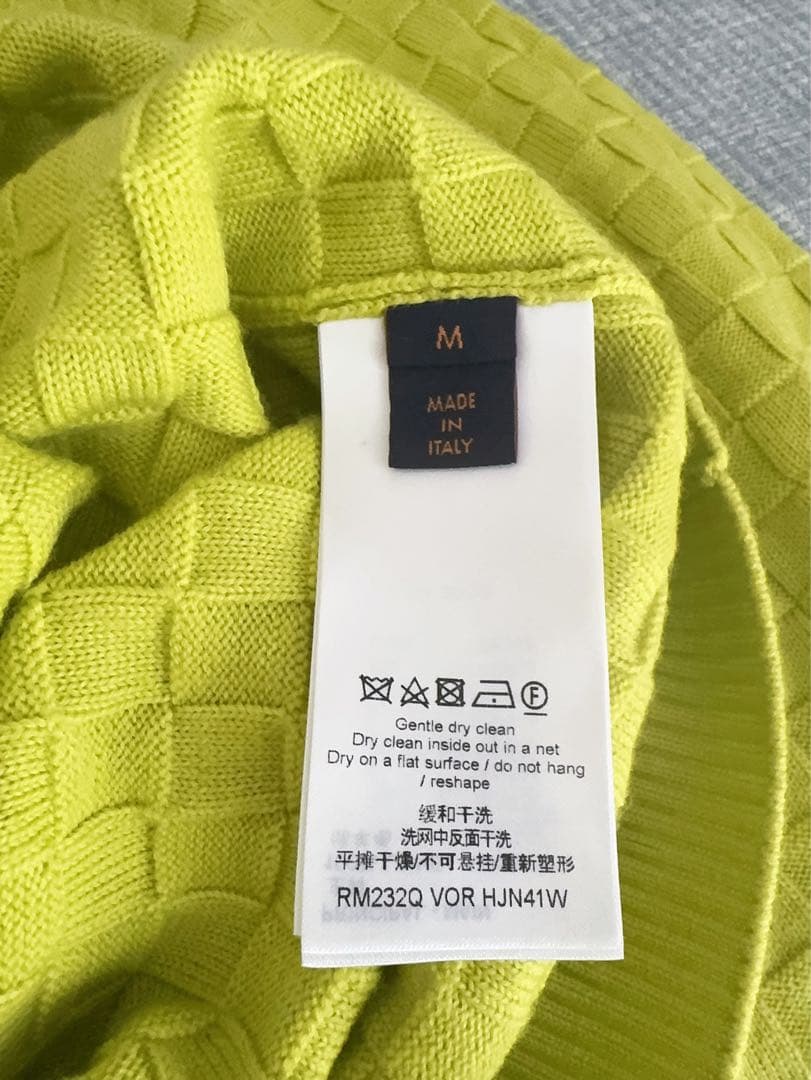 M
MADE
IN
ITALY
F
Gentle dry clean
Dry clean inside out in a net
Dry on a flat surface / do not hang
/ reshape
缓和干洗
洗网中反面干洗
平摊干燥/不可悬挂/重新塑形
RM232Q VOR HJN41W